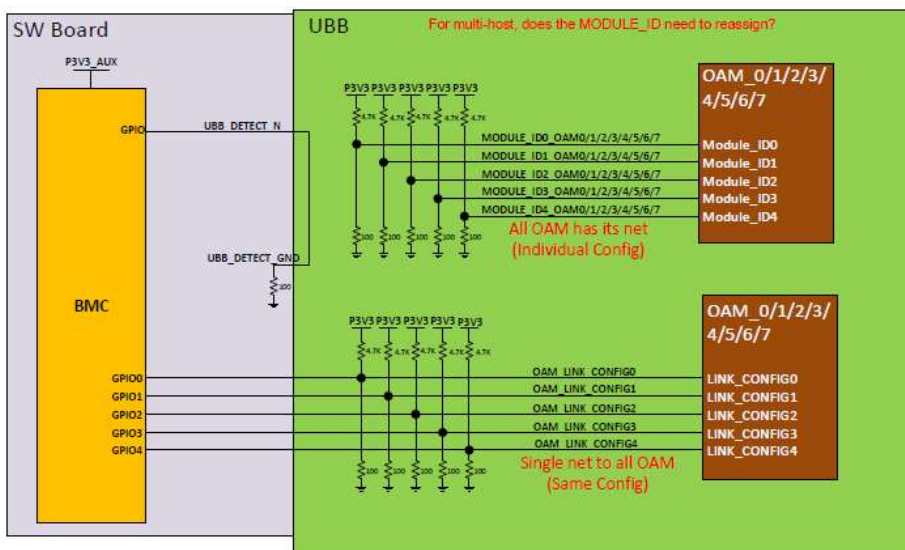 SW Board
UBB
For multi-host, does the MODULE_ID need to reassign?
P3V3_AUX
BMC
GPIO
UBB_DETECT_N
UBB_DETECT_GND
100
P3V3 P3V3 P3V3 P3V3 P3V3
4.7K 4.7K 4.7K 4.7K 4.7K
MODULE_ID0_OAM0/1/2/3/4/5/6/7
MODULE_ID1_OAM0/1/2/3/4/5/6/7
MODULE_ID2_OAM0/1/2/3/4/5/6/7
MODULE_ID3_OAM0/1/2/3/4/5/6/7
MODULE_ID4_OAM0/1/2/3/4/5/6/7
100 100 100 100 100
All OAM has its net
(Individual Config)
OAM_0/1/2/3/
4/5/6/7
Module_ID0
Module_ID1
Module_ID2
Module_ID3
Module_ID4
P3V3 P3V3 P3V3 P3V3 P3V3
4.7K 4.7K 4.7K 4.7K 4.7K
GPIO0
GPIO1
GPIO2
GPIO3
GPIO4
OAM_LINK_CONFIG0
OAM_LINK_CONFIG1
OAM_LINK_CONFIG2
OAM_LINK_CONFIG3
OAM_LINK_CONFIG4
100 100 100 100 100
Single net to all OAM
(Same Config)
OAM_0/1/2/3/
4/5/6/7
LINK_CONFIG0
LINK_CONFIG1
LINK_CONFIG2
LINK_CONFIG3
LINK_CONFIG4